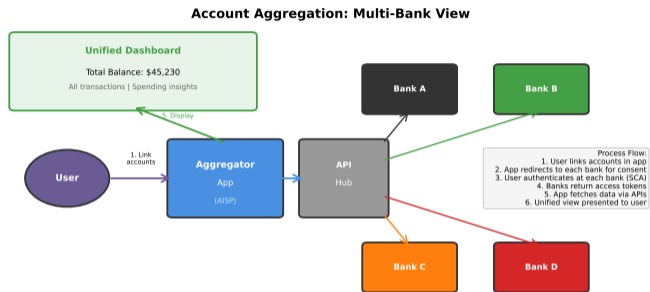 Account Aggregation: Multi-Bank View
Unified Dashboard
Total Balance: $45,230
All transactions | Spending insights
5. Display
Bank A
Bank B
1. Link
accounts
User
Aggregator
App
(AISP)
API
Hub
Process Flow:
1. User links accounts in app
2. App redirects to each bank for consent
3. User authenticates at each bank (SCA)
4. Banks return access tokens
5. App fetches data via APIs
6. Unified view presented to user
Bank C
Bank D